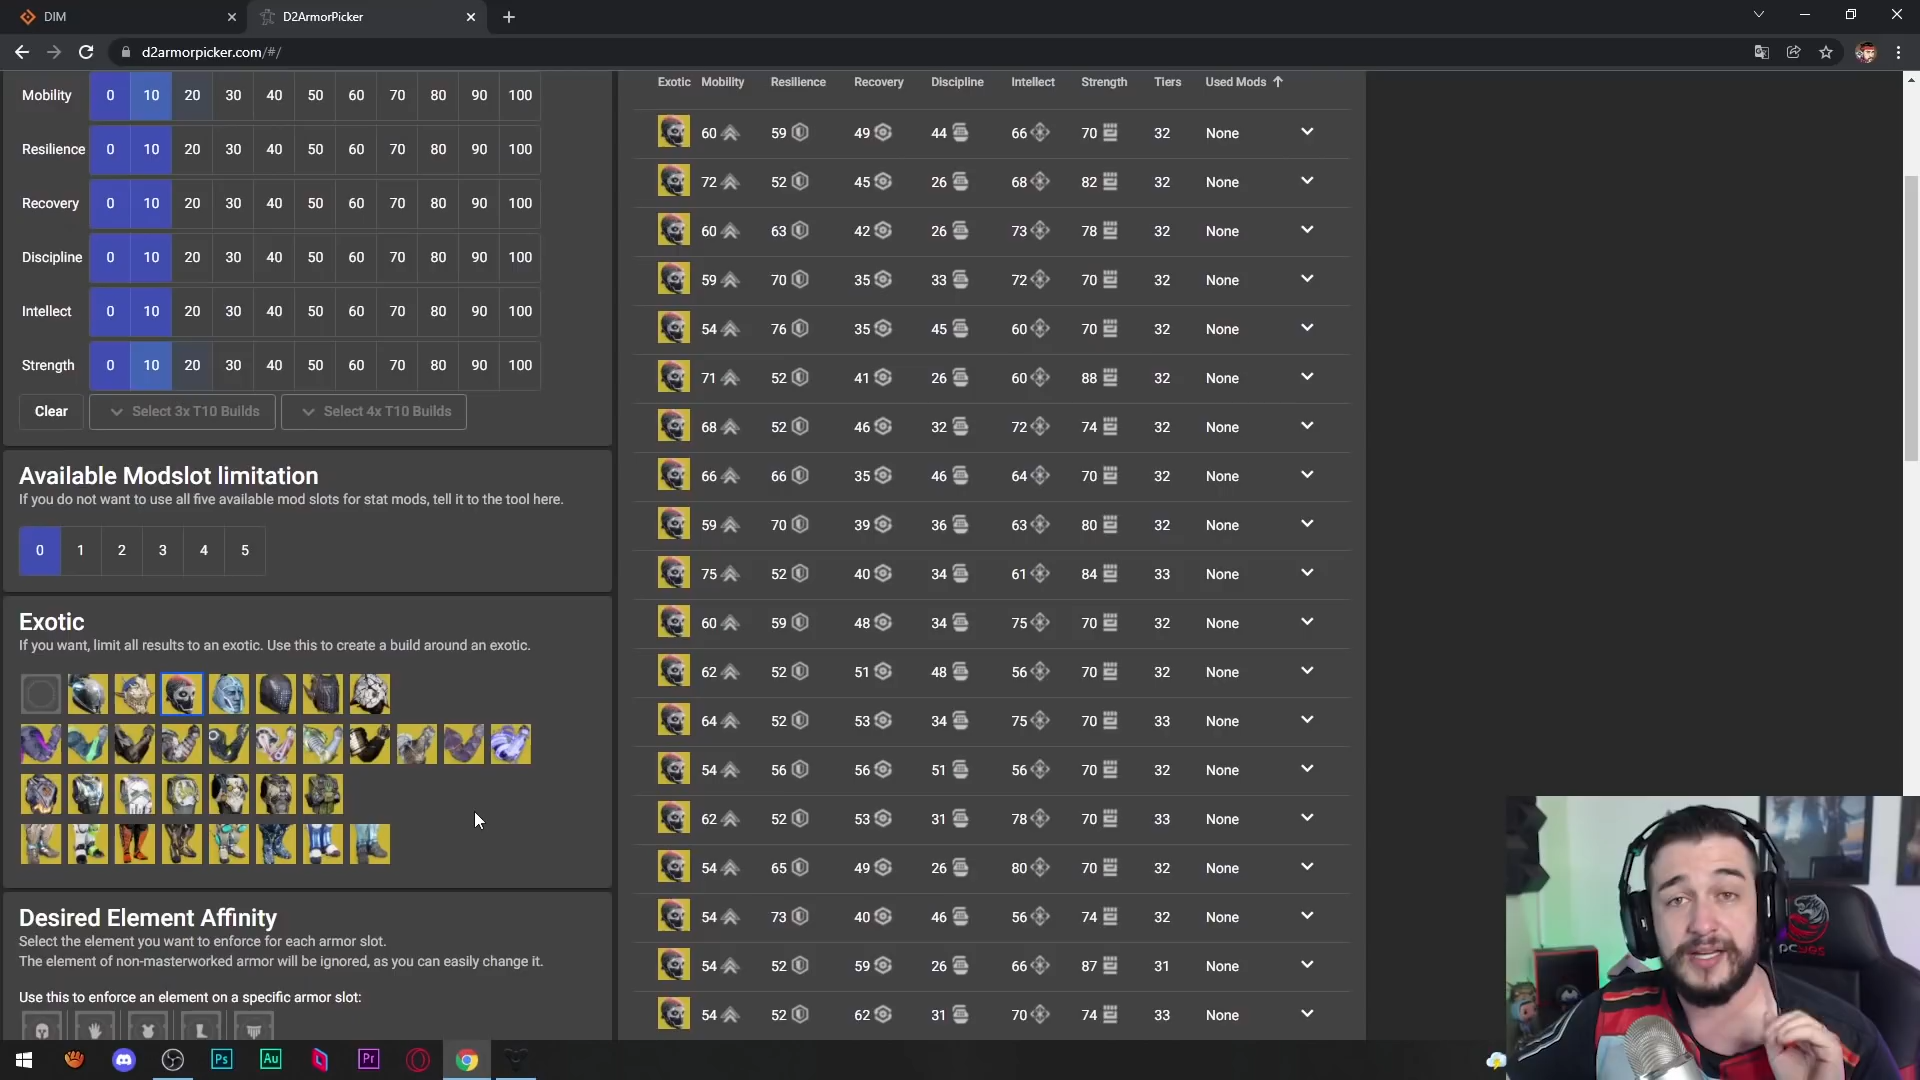 DIM
D2ArmorPicker
d2armorpicker.com/#/
Mobility 0 10 20 30 40 50 60 70 80 90 100
Resilience 0 10 20 30 40 50 60 70 80 90 100
Recovery 0 10 20 30 40 50 60 70 80 90 100
Discipline 0 10 20 30 40 50 60 70 80 90 100
Intellect 0 10 20 30 40 50 60 70 80 90 100
Strength 0 10 20 30 40 50 60 70 80 90 100
Clear Select 3x T10 Builds Select 4x T10 Builds
Available Modslot limitation
If you do not want to use all five available mod slots for stat mods, tell it to the tool here.
0 1 2 3 4 5
Exotic
If you want, limit all results to an exotic. Use this to create a build around an exotic.
Desired Element Affinity
Select the element you want to enforce for each armor slot.
The element of non-masterworked armor will be ignored, as you can easily change it.
Use this to enforce an element on a specific armor slot:
Exotic Mobility Resilience Recovery Discipline Intellect Strength Tiers Used Mods
60 59 49 44 66 70 32 None
72 52 45 26 68 82 32 None
60 63 42 26 73 78 32 None
59 70 35 33 72 70 32 None
54 76 35 45 60 70 32 None
71 52 41 26 60 88 32 None
68 52 46 32 72 74 32 None
66 66 35 46 64 70 32 None
59 70 39 36 63 80 32 None
75 52 40 34 61 84 33 None
60 59 48 34 75 70 32 None
62 52 51 48 56 70 32 None
64 52 53 34 75 70 33 None
54 56 56 51 56 70 32 None
62 52 53 31 78 70 33 None
54 65 49 26 80 70 32 None
54 73 40 46 56 74 32 None
54 52 59 26 66 87 31 None
54 52 62 31 70 74 33 None
pcyes
Ps
Au
Pr